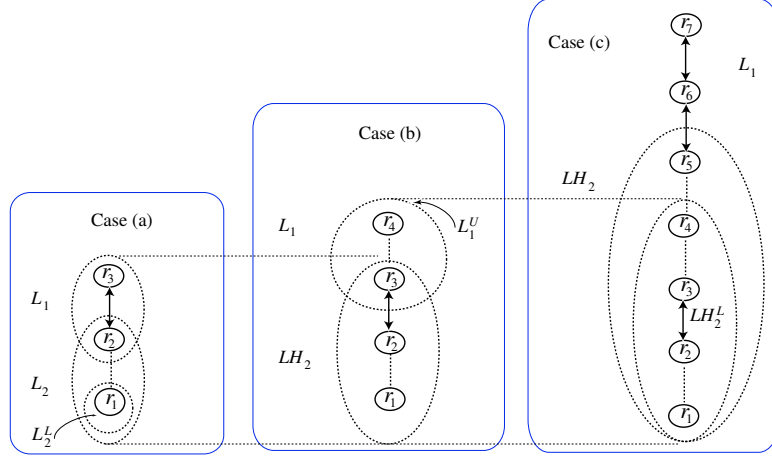 Case (a)
r₃
L₁
r₂
L₂
r₁
L₂ᴸ
Case (b)
L₁
r₄
L₁ᵁ
r₃
LH₂
r₂
r₁
Case (c)
r₇
L₁
r₆
r₅
LH₂
r₄
r₃
LH₂ᴸ
r₂
r₁